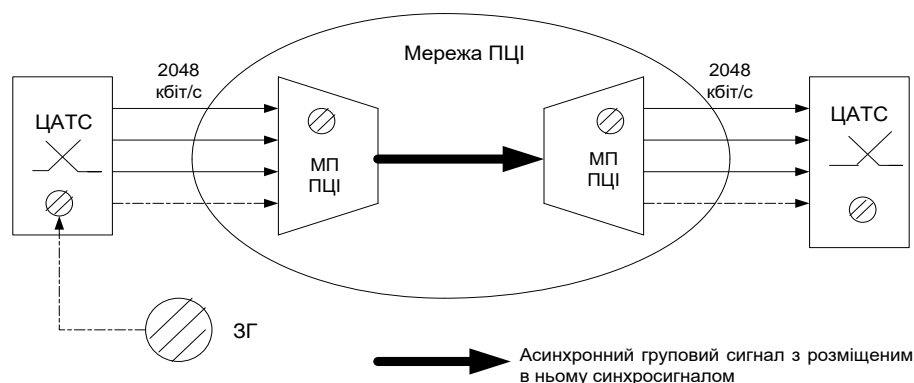 Мережа ПЦІ
2048
кбіт/с
2048
кбіт/с
ЦАТС
МП
ПЦІ
МП
ПЦІ
ЦАТС
ЗГ
Асинхронний груповий сигнал з розміщеним
в ньому синхросигналом